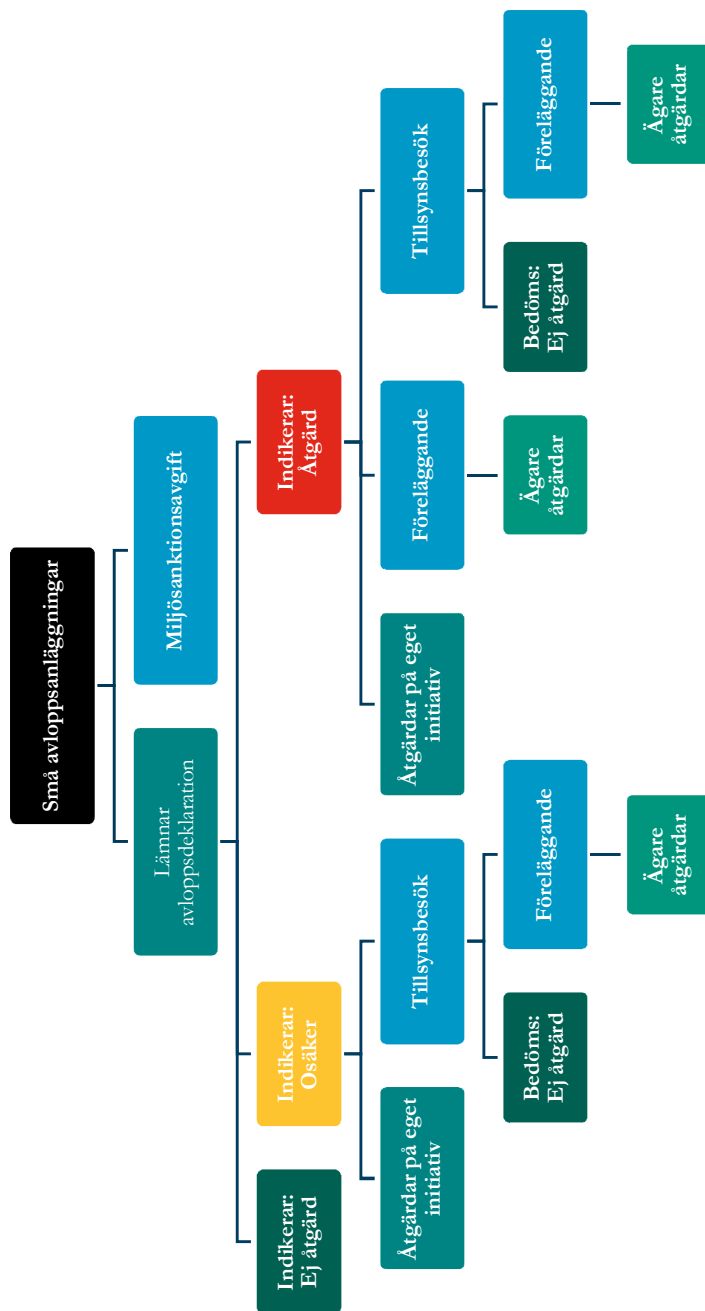 Små avloppsanläggningar
Lämnar
avloppsdeklaration
Miljösanktionsavgift
Indikerar:
Ej åtgärd
Indikerar:
Osäker
Indikerar:
Åtgärd
Åtgärdar på eget
initiativ
Tillsynsbesök
Åtgärdar på eget
initiativ
Föreläggande
Tillsynsbesök
Bedöms:
Ej åtgärd
Föreläggande
Ägare
åtgärdar
Bedöms:
Ej åtgärd
Föreläggande
Ägare
åtgärdar
Ägare
åtgärdar